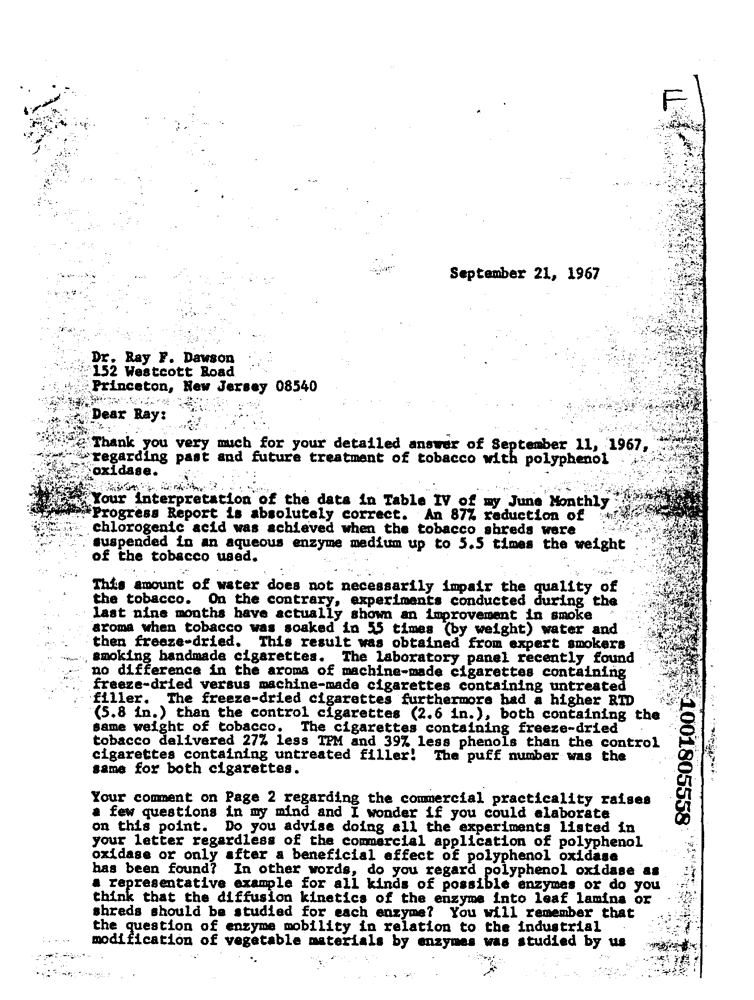 F
September 21, 1967
Dr. Ray F. Dawson
152 Westcott Road
Princeton, New Jersey 08540
Dear Ray:
Thank you very much for your detailed answer of September 11, 1967,
regarding past and future treatment of tobacco with polyphenol
oxidase.
Your interpretation of the data in Table IV of my June Monthly
Progress Report is absolutely correct. An 87% reduction of
chlorogenic acid was achieved when the tobacco shreds were
suspended in an aqueous enzyme medium up to 5.5 times the weight
of the tobacco used.
This amount of water does not necessarily impair the quality of
the tobacco. On the contrary, experiments conducted during the
last nine months have actually shown an improvement in smoke
aroma when tobacco was soaked in 55 times (by weight) water and
then freeze-dried. This result was obtained from expert smokers
smoking handmade cigarettes. The laboratory panel recently found
no difference in the aroma of machine-made cigarettes containing
freeze-dried versus machine-made cigarettes containing untreated
filler. The freeze-dried cigarettes furthermore had a higher RTD
(5.8 in.) than the control cigarettes (2.6 in.), both containing the
same weight of tobacco. The cigarettes containing freeze-dried
tobacco delivered 27% less TPM and 39% less phenols than the control
cigarettes containing untreated filler! The puff number was the
same for both cigarettes.
Your comment on Page 2 regarding the commercial practicality raises
a few questions in my mind and I wonder if you could elaborate
on this point. Do you advise doing all the experiments listed in
your letter regardless of the commercial application of polyphenol
oxidase or only after a beneficial effect of polyphenol oxidase
has been found? In other words, do you regard polyphenol oxidase as
a representative example for all kinds of possible enzymes or do you
think that the diffusion kinetics of the enzyme into leaf lamina or
shreds should be studied for each enzyme? You will remember that
the question of enzyme mobility in relation to the industrial
modification of vegetable materials by enzymes was studied by us
1001805558